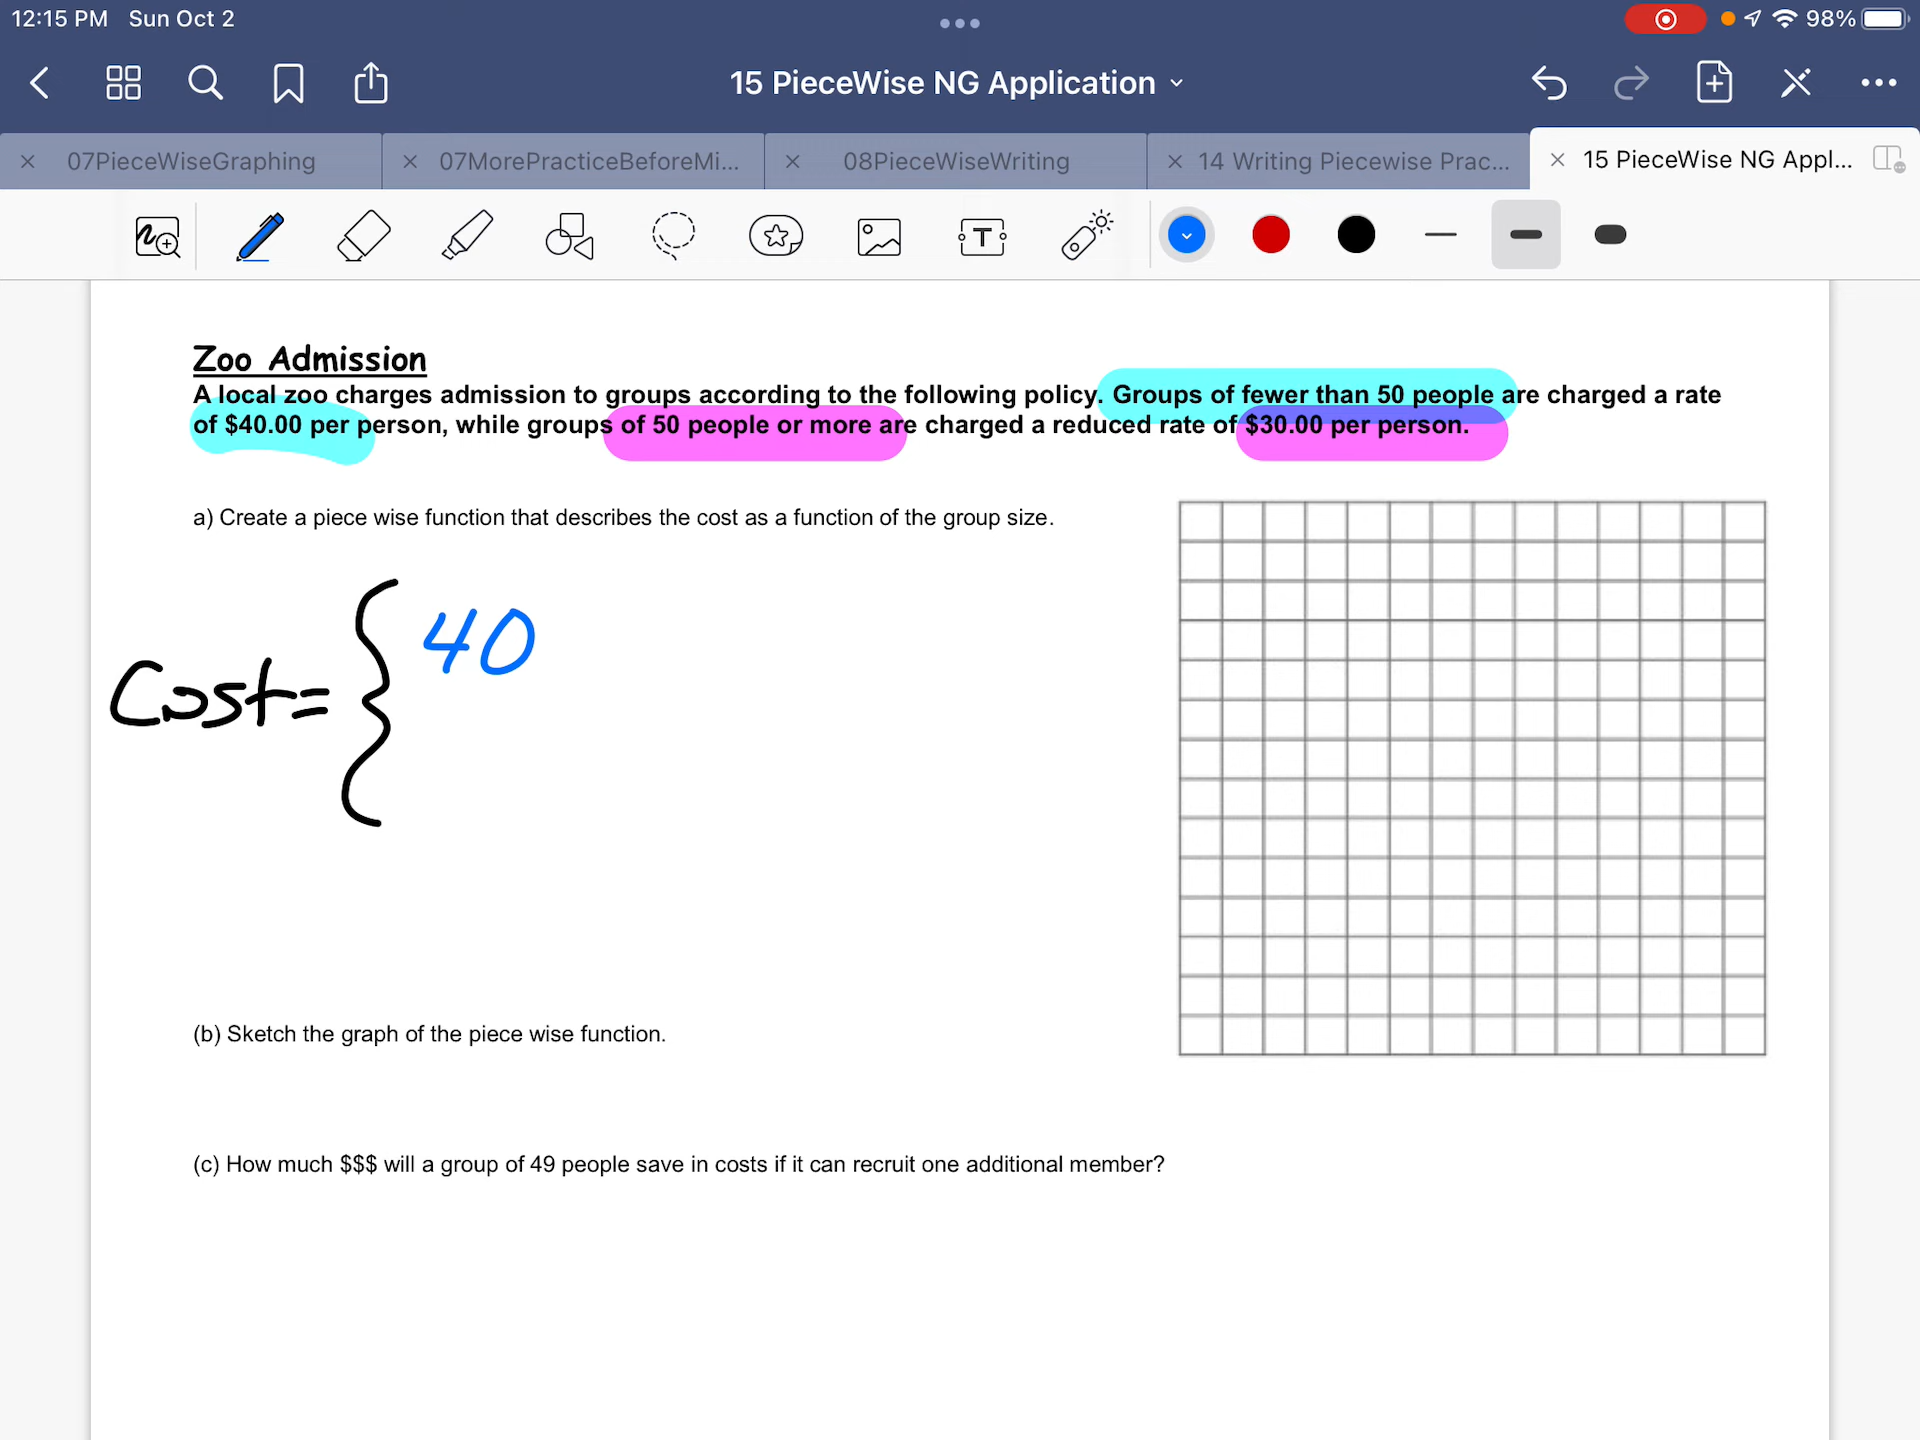 12:15 PM Sun Oct 2
98%
15 PieceWise NG Application
07PieceWiseGraphing
07MorePracticeBeforeMi...
08PieceWiseWriting
14 Writing Piecewise Prac...
15 PieceWise NG Appl...
T
Zoo Admission
A local zoo charges admission to groups according to the following policy. Groups of fewer than 50 people are charged a rate
of $40.00 per person, while groups of 50 people or more are charged a reduced rate of $30.00 per person.
a) Create a piece wise function that describes the cost as a function of the group size.
Cost = { 40
(b) Sketch the graph of the piece wise function.
(c) How much $$$ will a group of 49 people save in costs if it can recruit one additional member?